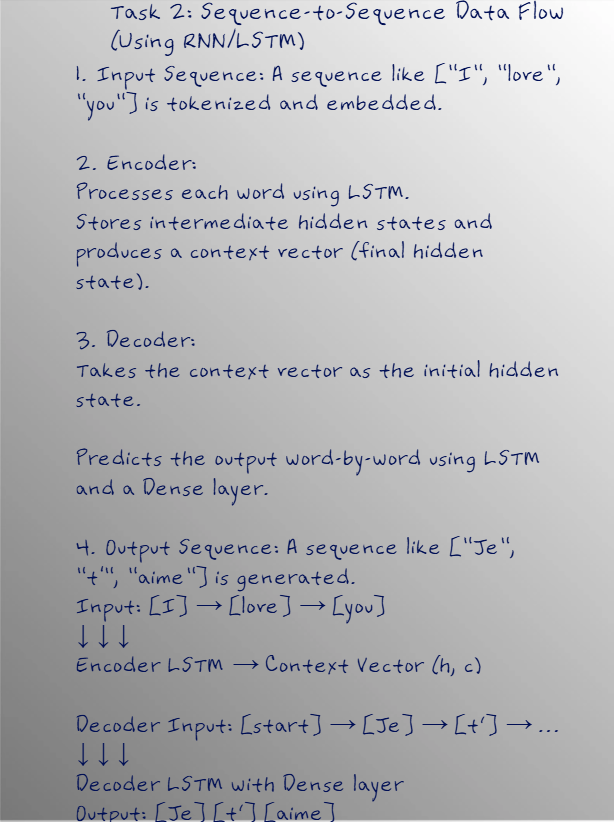 Task 2: Sequence-to-Sequence Data Flow
(Using RNN/LSTM)
1. Input Sequence: A sequence like ["I", "love",
"you"] is tokenized and embedded.
2. Encoder:
Processes each word using LSTM.
Stores intermediate hidden states and
produces a context vector (final hidden
state).
3. Decoder:
Takes the context vector as the initial hidden
state.
Predicts the output word-by-word using LSTM
and a Dense layer.
4. Output Sequence: A sequence like ["Je",
"t'", "aime"] is generated.
Input: [I] → [love] → [you]
↓ ↓ ↓
Encoder LSTM → Context Vector (h, c)
Decoder Input: [start] → [Je] → [t'] → ...
↓ ↓ ↓
Decoder LSTM with Dense layer
Output: [Je] [t'] [aime]